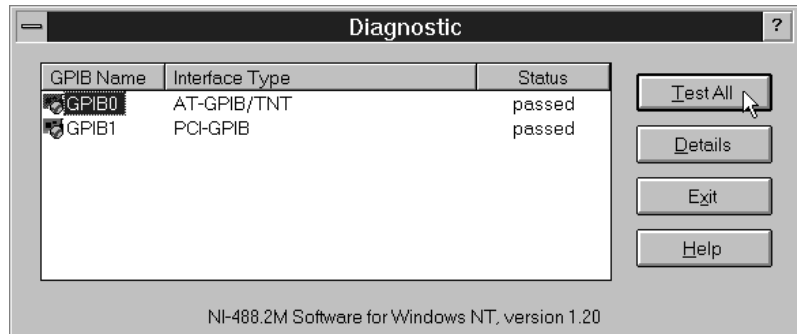 Diagnostic ?
GPIB Name Interface Type Status
GPIB0 AT-GPIB/TNT passed
GPIB1 PCI-GPIB passed
Test All
Details
Exit
Help
NI-488.2M Software for Windows NT, version 1.20